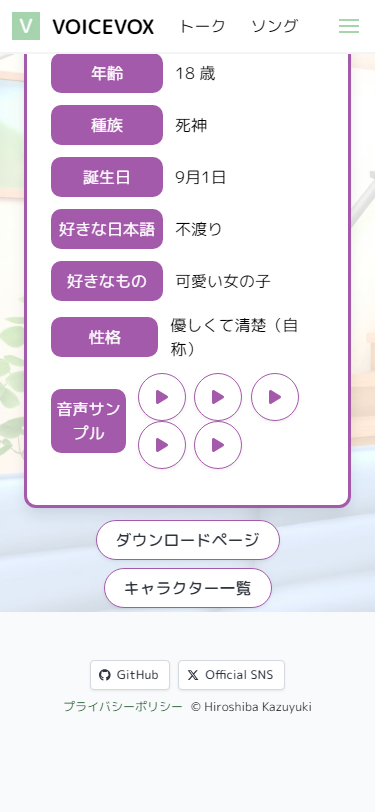 V VOICEVOX トーク ソング
年齢 18 歳
種族 死神
誕生日 9月1日
好きな日本語 不渡り
好きなもの 可愛い女の子
性格 優しくて清楚（自
称）
音声サン
プル
ダウンロードページ
キャラクター一覧
GitHub Official SNS
プライバシーポリシー © Hiroshiba Kazuyuki